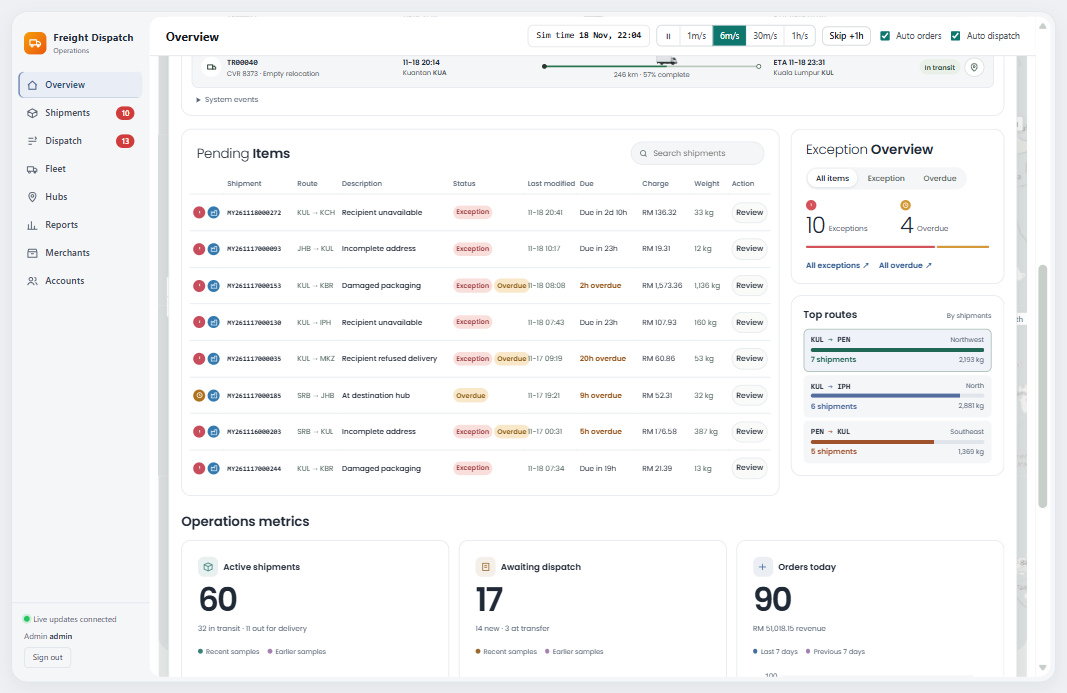 Freight Dispatch
Operations
Overview
Shipments 10
Dispatch 13
Fleet
Hubs
Reports
Merchants
Accounts
Live updates connected
Admin admin
Sign out
Overview
Sim time 18 Nov, 22:04
1m/s 6m/s 30m/s 1h/s
Skip +1h
Auto orders
Auto dispatch
TR00040
CVR 8373 · Empty relocation
11-18 20:14
Kuantan KUA
246 km · 57% complete
ETA 11-18 23:31
Kuala Lumpur KUL
In transit
System events
Pending Items
Search shipments
Shipment Route Description Status Last modified Due Charge Weight Action
MY261118000272 KUL → KCH Recipient unavailable Exception 11-18 20:41 Due in 2d 10h RM 136.32 33 kg Review
MY261117000093 JHB → KUL Incomplete address Exception 11-18 10:17 Due in 23h RM 19.31 12 kg Review
MY261117000153 KUL → KBR Damaged packaging Exception Overdue 11-18 08:08 2h overdue RM 1,573.36 1,136 kg Review
MY261117000130 KUL → IPH Recipient unavailable Exception 11-18 07:43 Due in 23h RM 107.93 160 kg Review
MY261117000035 KUL → MKZ Recipient refused delivery Exception Overdue 11-17 09:19 20h overdue RM 60.86 53 kg Review
MY261117000185 SRB → JHB At destination hub Overdue 11-17 19:21 9h overdue RM 52.31 32 kg Review
MY261116000203 SRB → KUL Incomplete address Exception Overdue 11-17 00:31 5h overdue RM 176.58 387 kg Review
MY261117000244 KUL → KBR Damaged packaging Exception 11-18 07:34 Due in 19h RM 21.39 13 kg Review
Exception Overview
All items Exception Overdue
10 Exceptions
4 Overdue
All exceptions ↗ All overdue ↗
Top routes By shipments
KUL → PEN Northwest
7 shipments 2,193 kg
KUL → IPH North
6 shipments 2,881 kg
PEN → KUL Southeast
5 shipments 1,369 kg
Operations metrics
Active shipments
60
32 in transit · 11 out for delivery
Recent samples Earlier samples
Awaiting dispatch
17
14 new · 3 at transfer
Recent samples Earlier samples
Orders today
90
RM 51,018.15 revenue
Last 7 days Previous 7 days
100